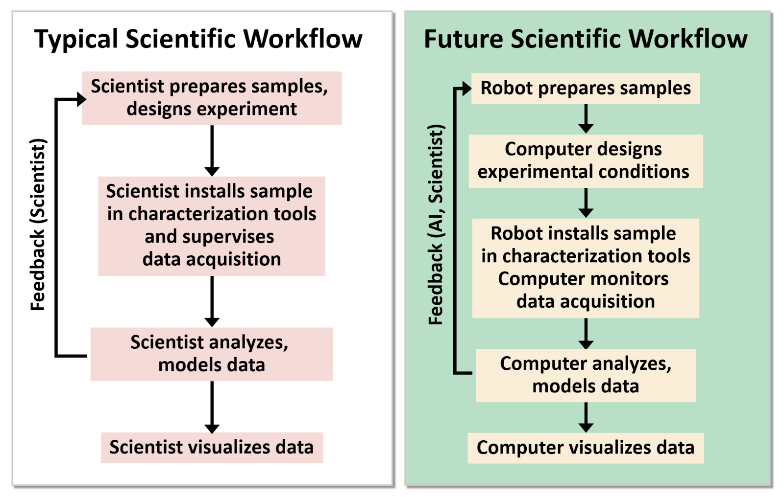 Typical Scientific Workflow
Scientist prepares samples,
designs experiment
Feedback (Scientist)
Scientist installs sample
in characterization tools
and supervises
data acquisition
Scientist analyzes,
models data
Scientist visualizes data
Future Scientific Workflow
Robot prepares samples
Computer designs
experimental conditions
Feedback (AI, Scientist)
Robot installs sample
in characterization tools
Computer monitors
data acquisition
Computer analyzes,
models data
Computer visualizes data